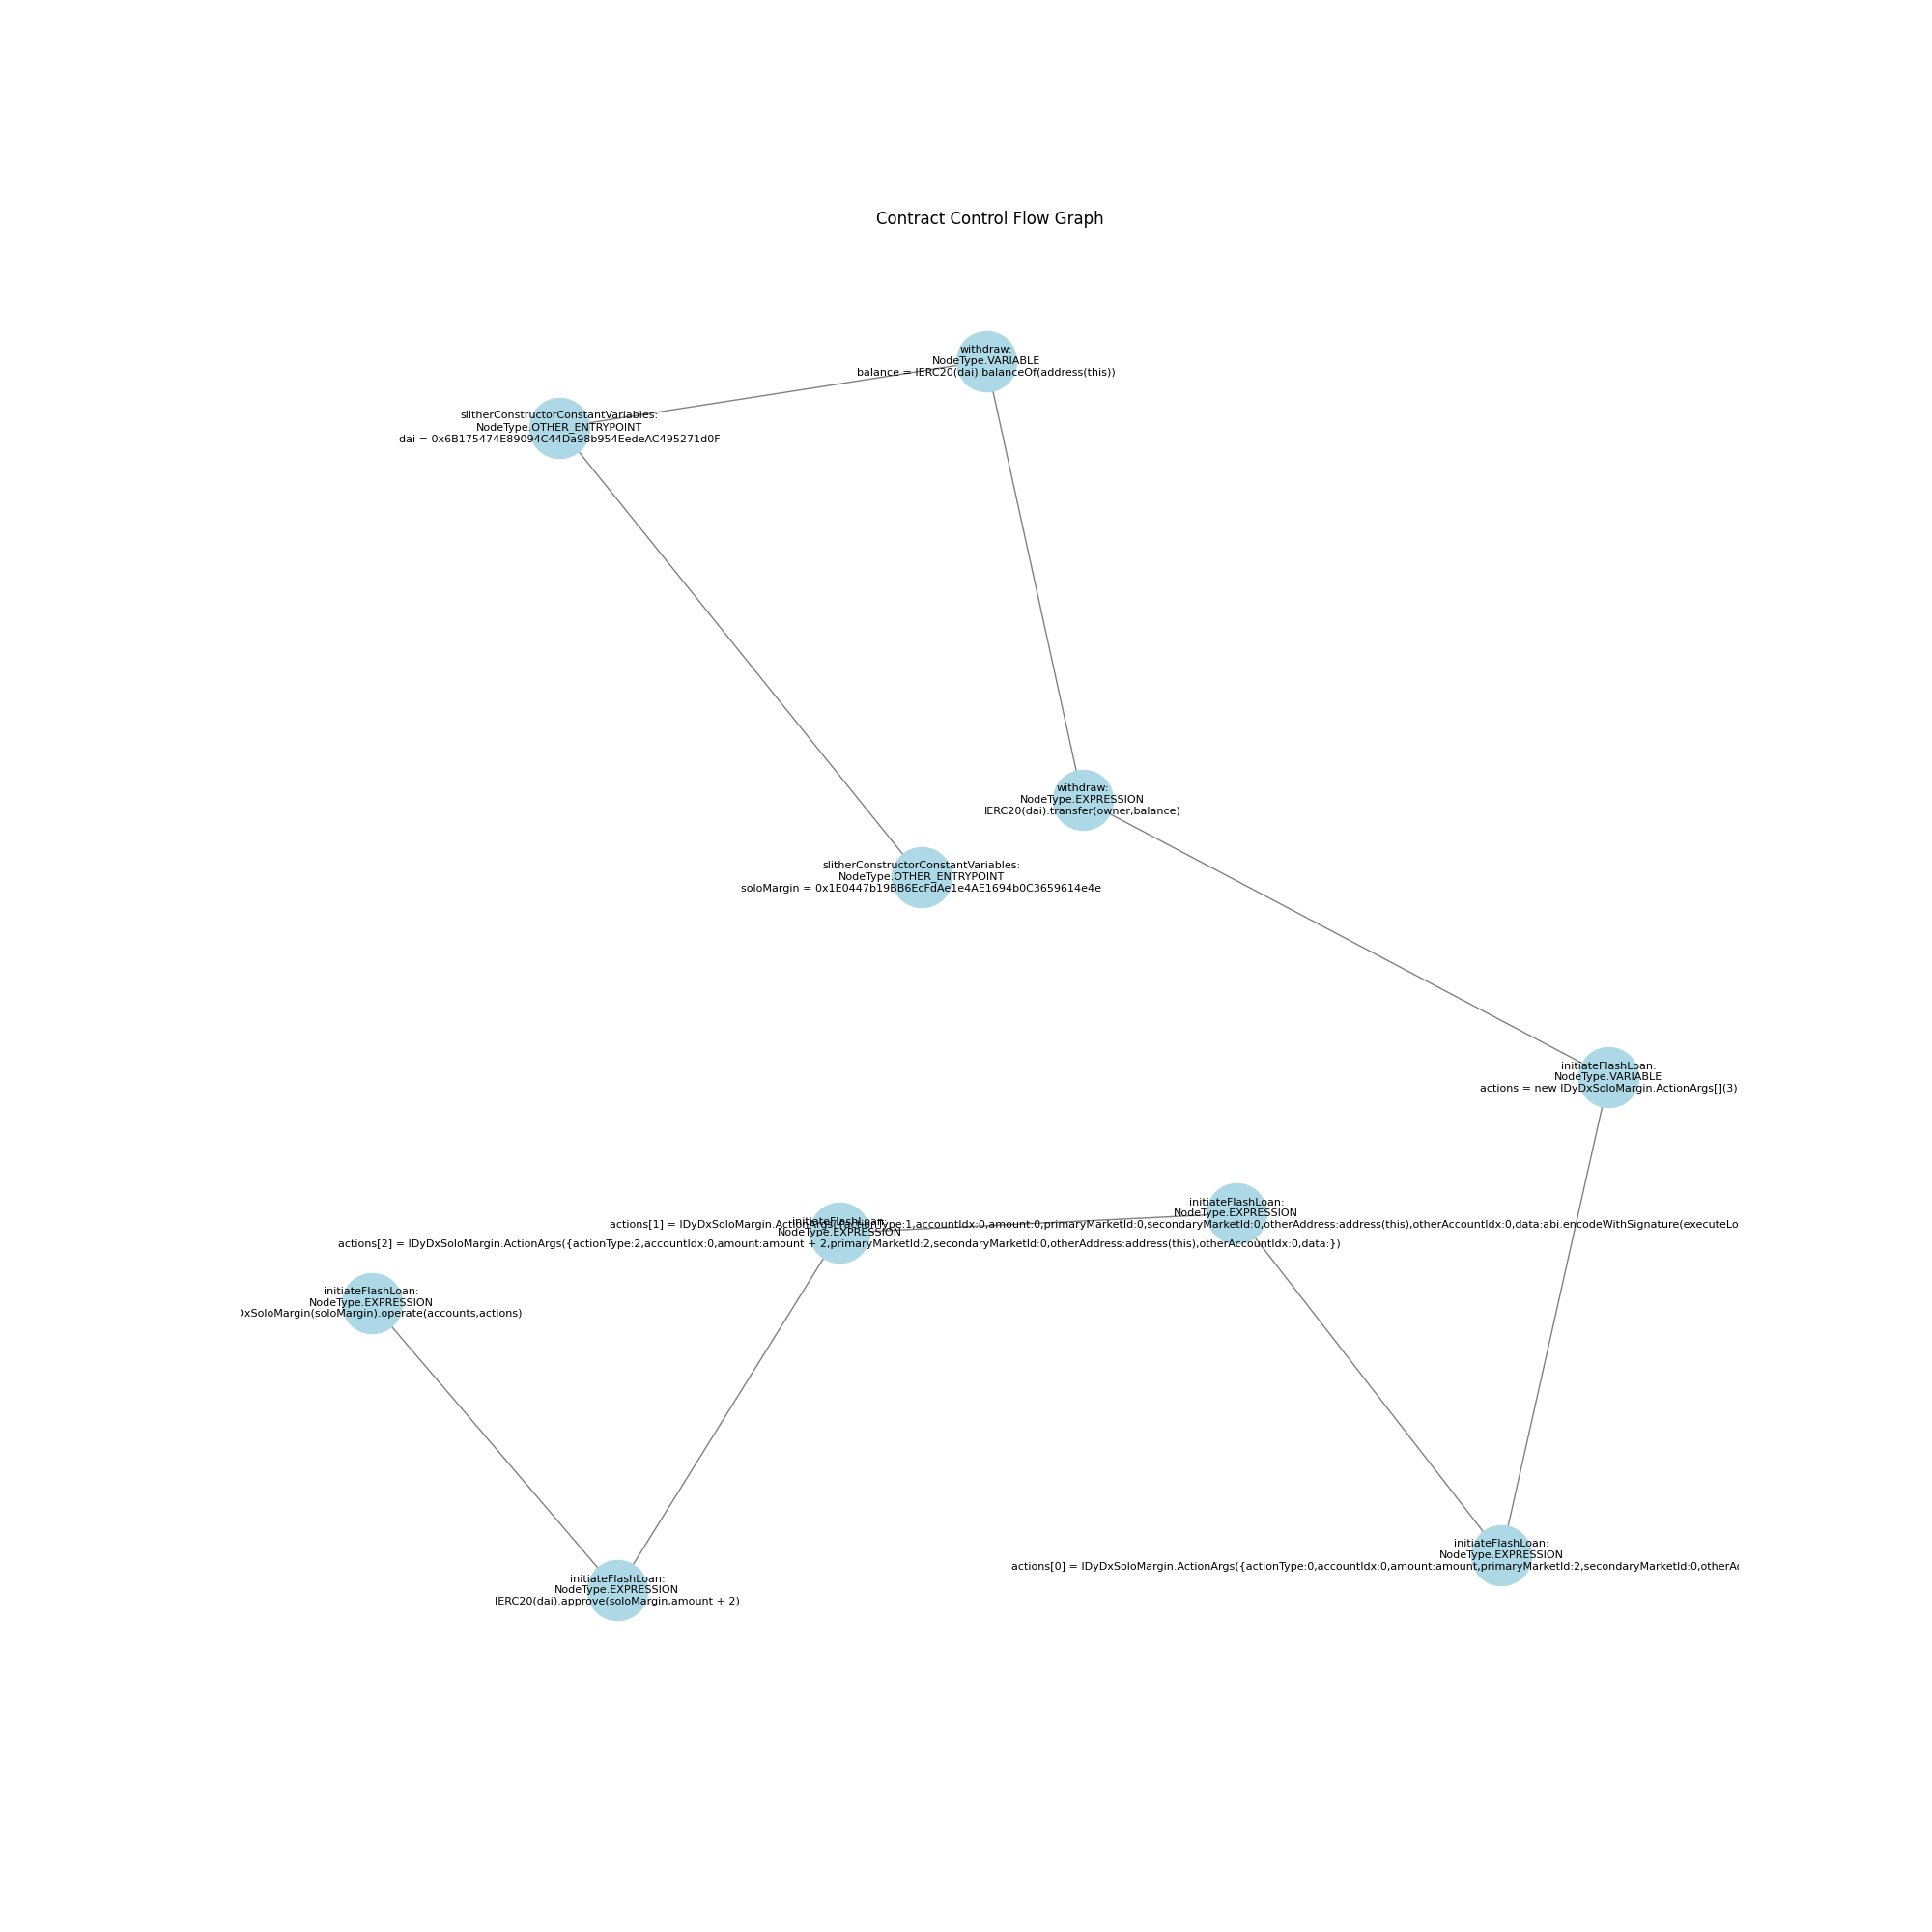 Contract Control Flow Graph
withdraw:
NodeType.VARIABLE
balance = IERC20(dai).balanceOf(address(this))
slitherConstructorConstantVariables:
NodeType.OTHER_ENTRYPOINT
dai = 0x6B175474E89094C44Da98b954EedeAC495271d0F
withdraw:
NodeType.EXPRESSION
IERC20(dai).transfer(owner,balance)
slitherConstructorConstantVariables:
NodeType.OTHER_ENTRYPOINT
soloMargin = 0x1E0447b19BB6EcFdAe1e4AE1694b0C3659614e4e
initiateFlashLoan:
NodeType.VARIABLE
actions = new IDyDxSoloMargin.ActionArgs[](3)
initiateFlashLoan:
NodeType.EXPRESSION
actions[1] = IDyDxSoloMargin.ActionArgs({actionType:1,accountIdx:0,amount:0,primaryMarketId:0,secondaryMarketId:0,otherAddress:address(this),otherAccountIdx:0,data:abi.encodeWithSignature(executeLo
initiateFlashLoan:
NodeType.EXPRESSION
actions[2] = IDyDxSoloMargin.ActionArgs({actionType:2,accountIdx:0,amount:amount + 2,primaryMarketId:2,secondaryMarketId:0,otherAddress:address(this),otherAccountIdx:0,data:})
initiateFlashLoan:
NodeType.EXPRESSION
xSoloMargin(soloMargin).operate(accounts,actions)
initiateFlashLoan:
NodeType.EXPRESSION
actions[0] = IDyDxSoloMargin.ActionArgs({actionType:0,accountIdx:0,amount:amount,primaryMarketId:2,secondaryMarketId:0,otherA
initiateFlashLoan:
NodeType.EXPRESSION
IERC20(dai).approve(soloMargin,amount + 2)